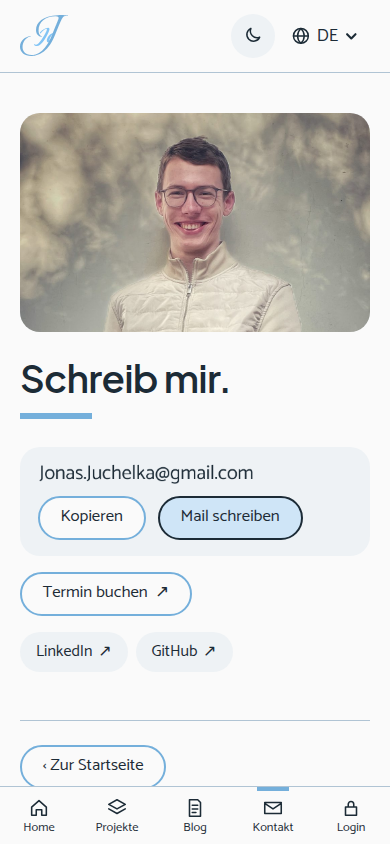 DE
Schreib mir.
Jonas.Juchelka@gmail.com
Kopieren
Mail schreiben
Termin buchen ↗
LinkedIn ↗
GitHub ↗
‹ Zur Startseite
Home
Projekte
Blog
Kontakt
Login